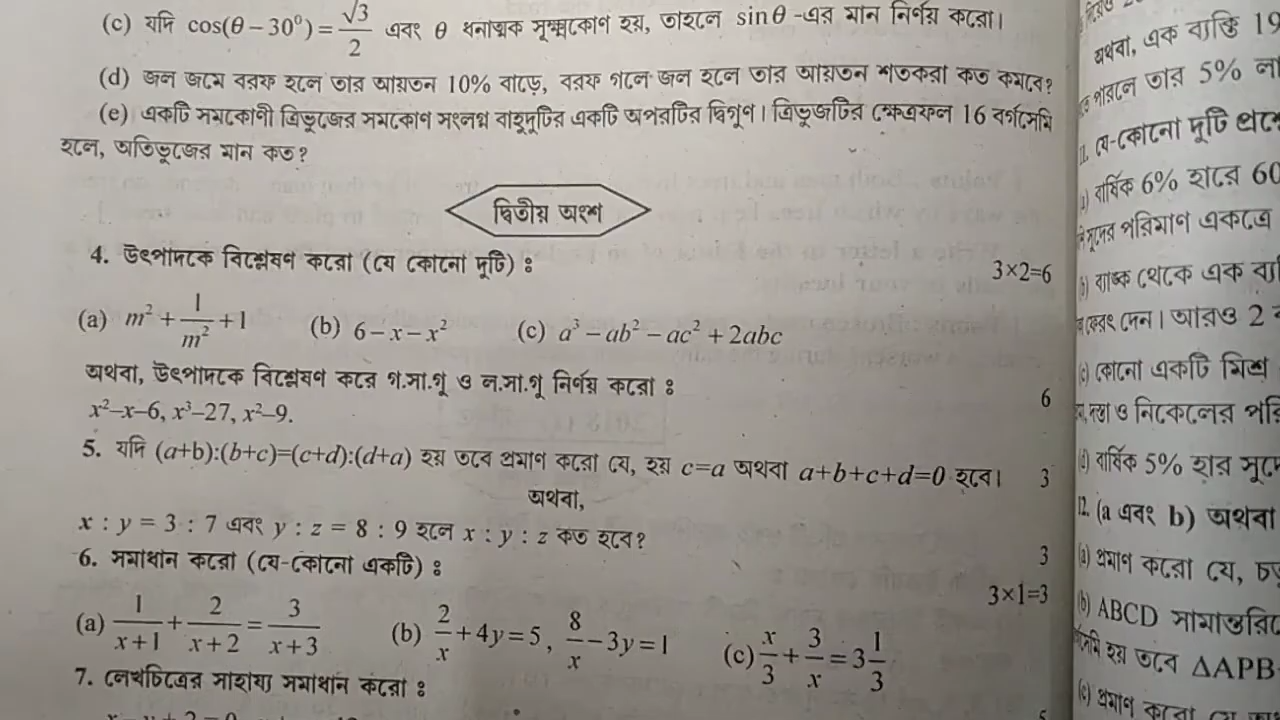 (c) যদি cos(θ – 30⁰) = √3/2 এবং θ ধনাত্মক সূক্ষ্মকোণ হয়, তাহলে sin θ -এর মান নির্ণয় করো।
(d) জল জমে বরফ হলে তার আয়তন 10% বাড়ে, বরফ গলে জল হলে তার আয়তন শতকরা কত কমবে?
(e) একটি সমকোণী ত্রিভুজের সমকোণ সংলগ্ন বাহুদুটির একটি অপরটির দ্বিগুণ। ত্রিভুজটির ক্ষেত্রফল 16 বর্গসেমি
হলে, অতিভুজের মান কত?
দ্বিতীয় অংশ
4. উৎপাদকে বিশ্লেষণ করো (যে কোনো দুটি) : 3×2=6
(a) m² + 1/m² + 1 (b) 6 – x – x² (c) a³ – ab² – ac² + 2abc
অথবা, উৎপাদকে বিশ্লেষণ করে গ.সা.গু ও ল.সা.গু নির্ণয় করো : 6
x²–x–6, x³–27, x²–9.
5. যদি (a+b):(b+c)=(c+d):(d+a) হয় তবে প্রমাণ করো যে, হয় c=a অথবা a+b+c+d=0 হবে। 3
অথবা,
x : y = 3 : 7 এবং y : z = 8 : 9 হলে x : y : z কত হবে? 3
6. সমাধান করো (যে-কোনো একটি) : 3×1=3
(a) 1/(x+1) + 2/(x+2) = 3/(x+3) (b) 2/x + 4y = 5 , 8/x – 3y = 1 (c) x/3 + 3/x = 3 1/3
7. লেখচিত্রের সাহায্য সমাধান করো :
অথবা, এক ব্যক্তি 19
পারলে তার 5% লা
যে-কোনো দুটি প্রশ্নে
বার্ষিক 6% হারে 60
সুদের পরিমাণ একত্রে
ব্যাঙ্ক থেকে এক ব্য
ফেরৎ দেন। আরও 2
কোনো একটি মিশ্র
দস্তা ও নিকেলের পরি
বার্ষিক 5% হার সুদে
12. (a এবং b) অথবা
(a) প্রমাণ করো যে, চ
(b) ABCD সামান্তরি
হয় তবে ΔAPB
(c) প্রমাণ করো যে